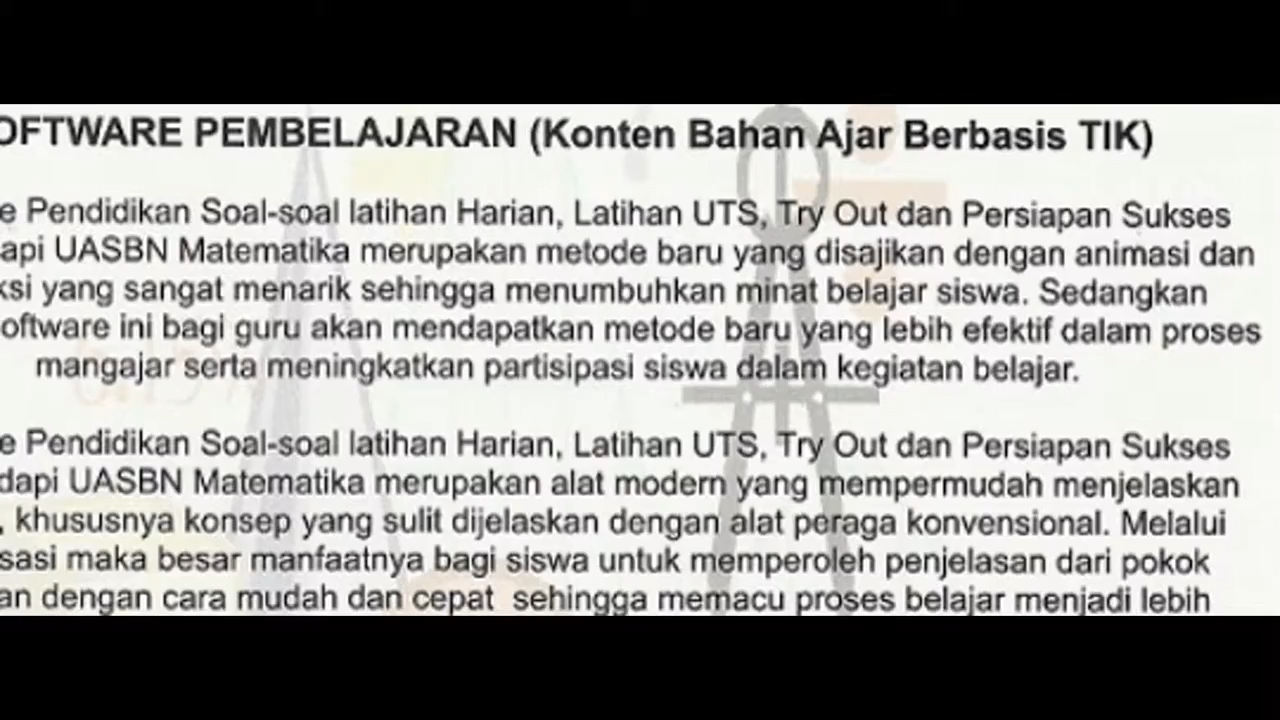 OFTWARE PEMBELAJARAN (Konten Bahan Ajar Berbasis TIK)
e Pendidikan Soal-soal latihan Harian, Latihan UTS, Try Out dan Persiapan Sukses
api UASBN Matematika merupakan metode baru yang disajikan dengan animasi dan
ksi yang sangat menarik sehingga menumbuhkan minat belajar siswa. Sedangkan
oftware ini bagi guru akan mendapatkan metode baru yang lebih efektif dalam proses
mangajar serta meningkatkan partisipasi siswa dalam kegiatan belajar.
e Pendidikan Soal-soal latihan Harian, Latihan UTS, Try Out dan Persiapan Sukses
dapi UASBN Matematika merupakan alat modern yang mempermudah menjelaskan
, khususnya konsep yang sulit dijelaskan dengan alat peraga konvensional. Melalui
sasi maka besar manfaatnya bagi siswa untuk memperoleh penjelasan dari pokok
an dengan cara mudah dan cepat sehingga memacu proses belajar menjadi lebih